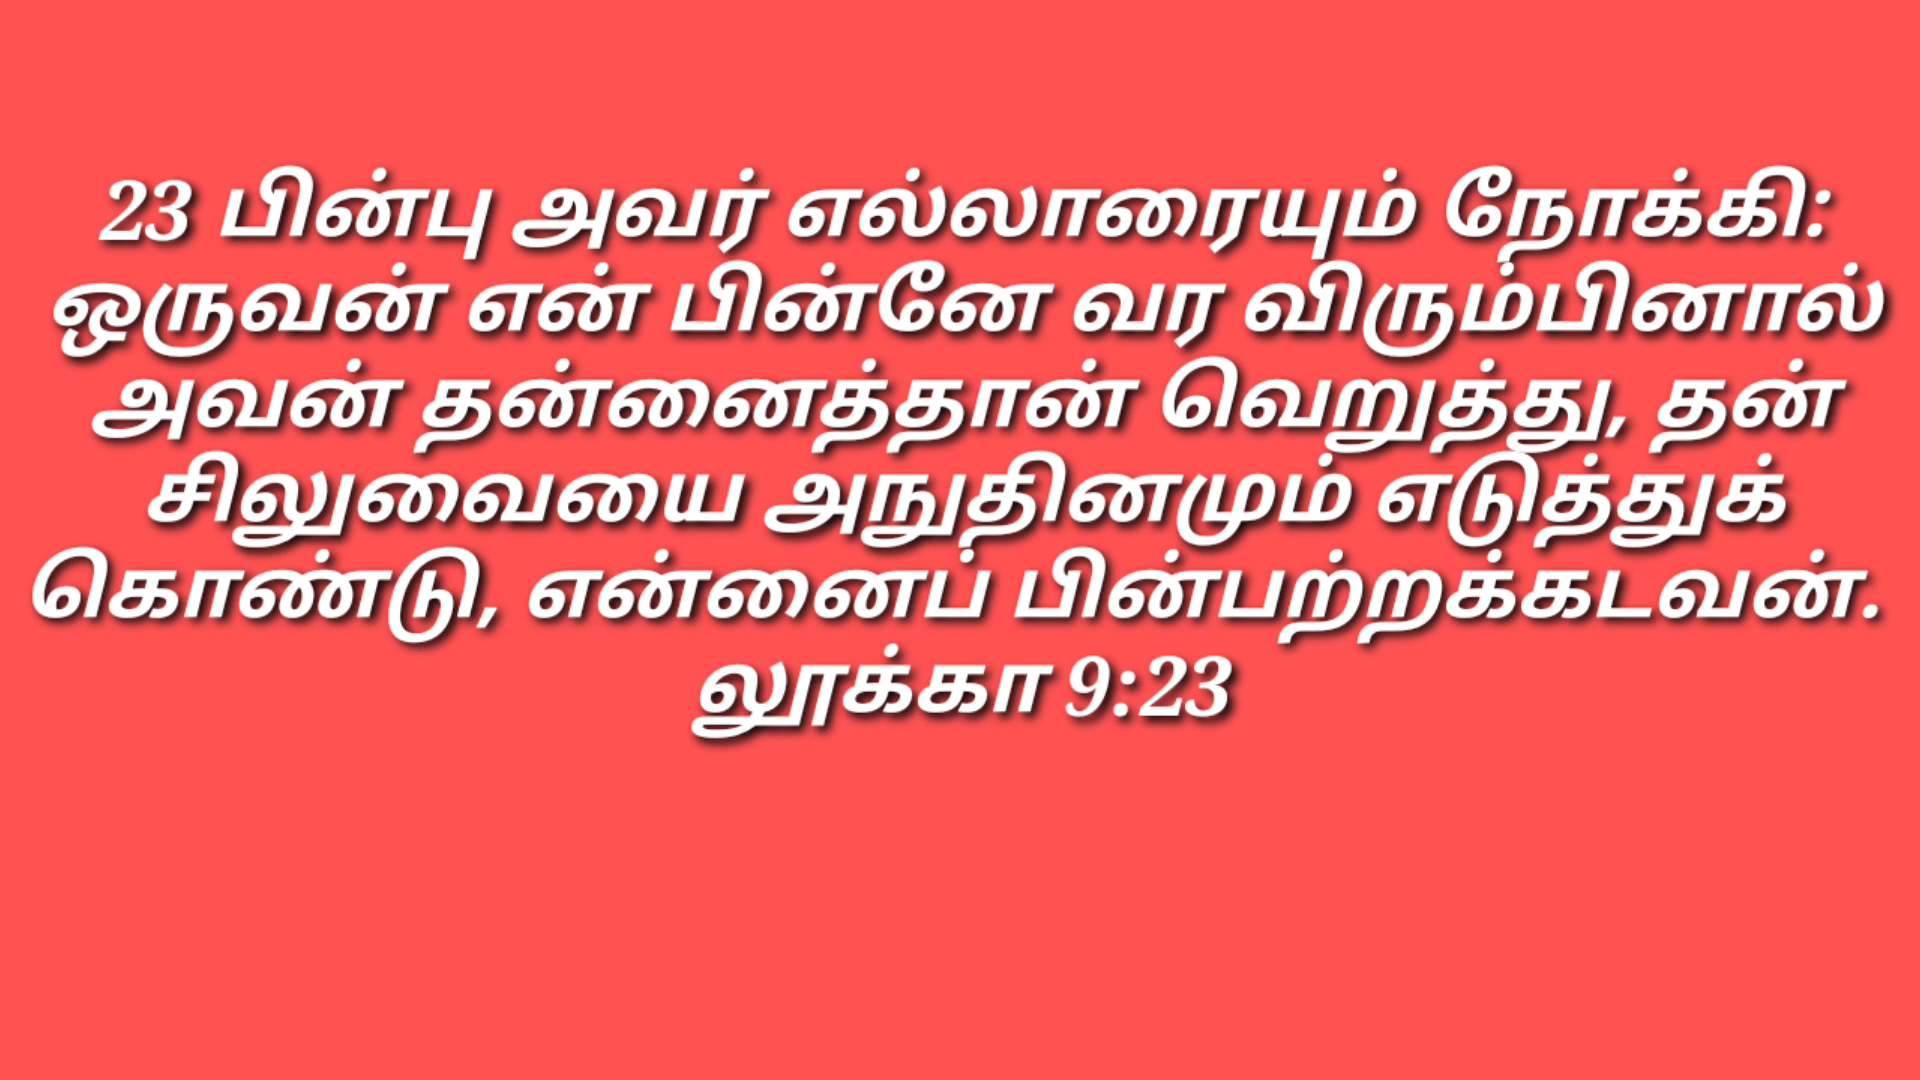 23 பின்பு அவர் எல்லாரையும் நோக்கி:
ஒருவன் என் பின்னே வர விரும்பினால்
அவன் தன்னைத்தான் வெறுத்து, தன்
சிலுவையை அநுதினமும் எடுத்துக்
கொண்டு, என்னைப் பின்பற்றக்கடவன்.
லூக்கா 9:23